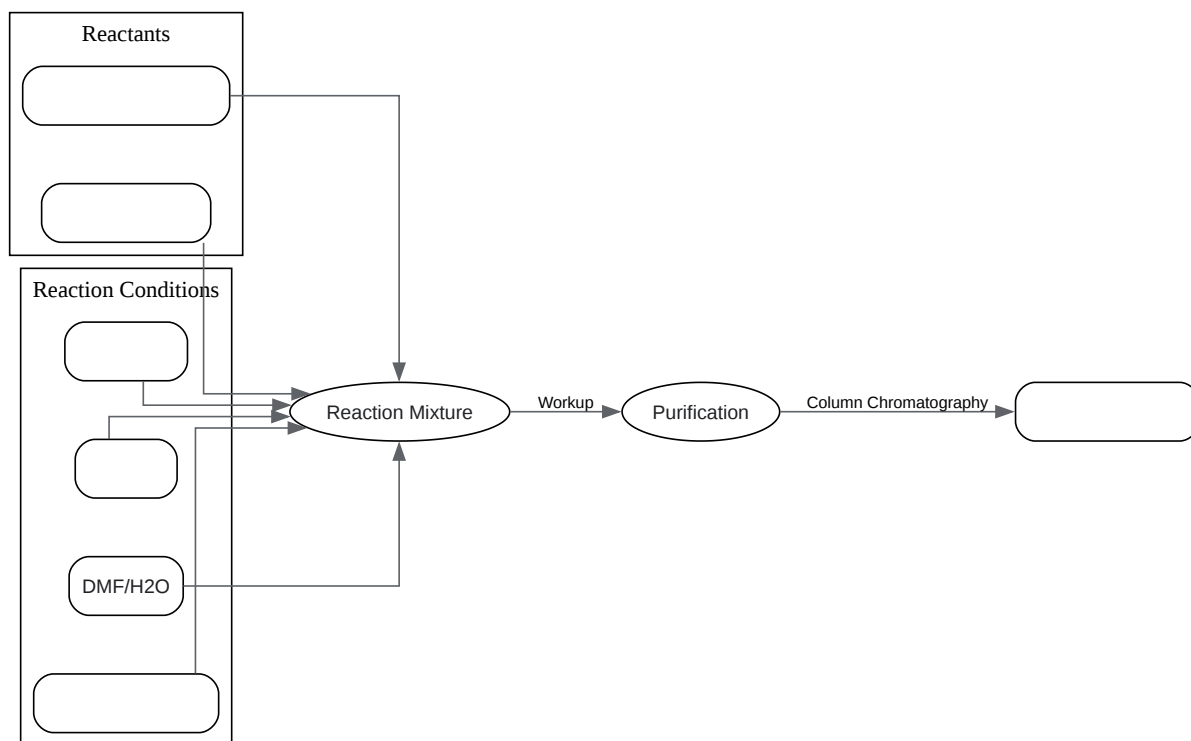 Reactants
Reaction Conditions
Reaction Mixture
Workup
Purification
Column Chromatography
DMF/H2O